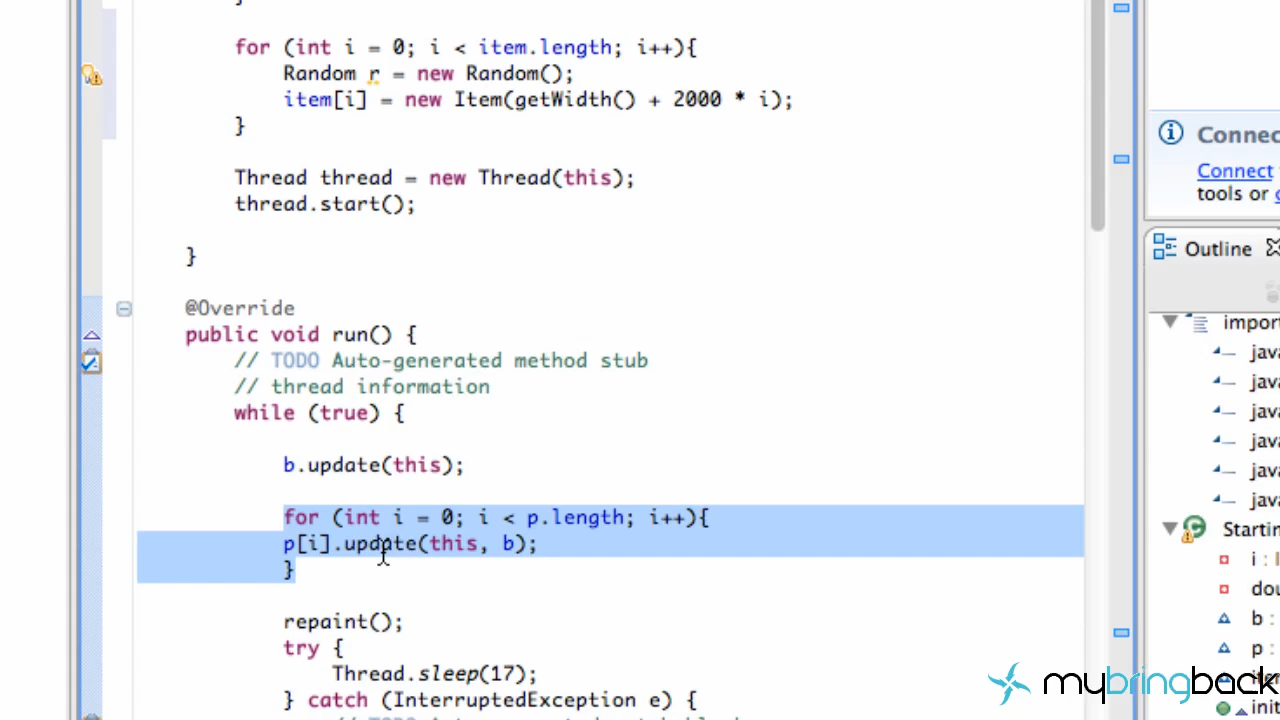 }
for (int i = 0; i < item.length; i++){
Random r = new Random();
item[i] = new Item(getWidth() + 2000 * i);
}
Thread thread = new Thread(this);
thread.start();
}
@Override
public void run() {
// TODO Auto-generated method stub
// thread information
while (true) {
b.update(this);
for (int i = 0; i < p.length; i++){
p[i].update(this, b);
}
repaint();
try {
Thread.sleep(17);
} catch (InterruptedException e) {
Connec
Connect
tools or
Outline
impor
java
java
java
java
java
java
Startin
i :
dou
b :
p :
init
mybringback